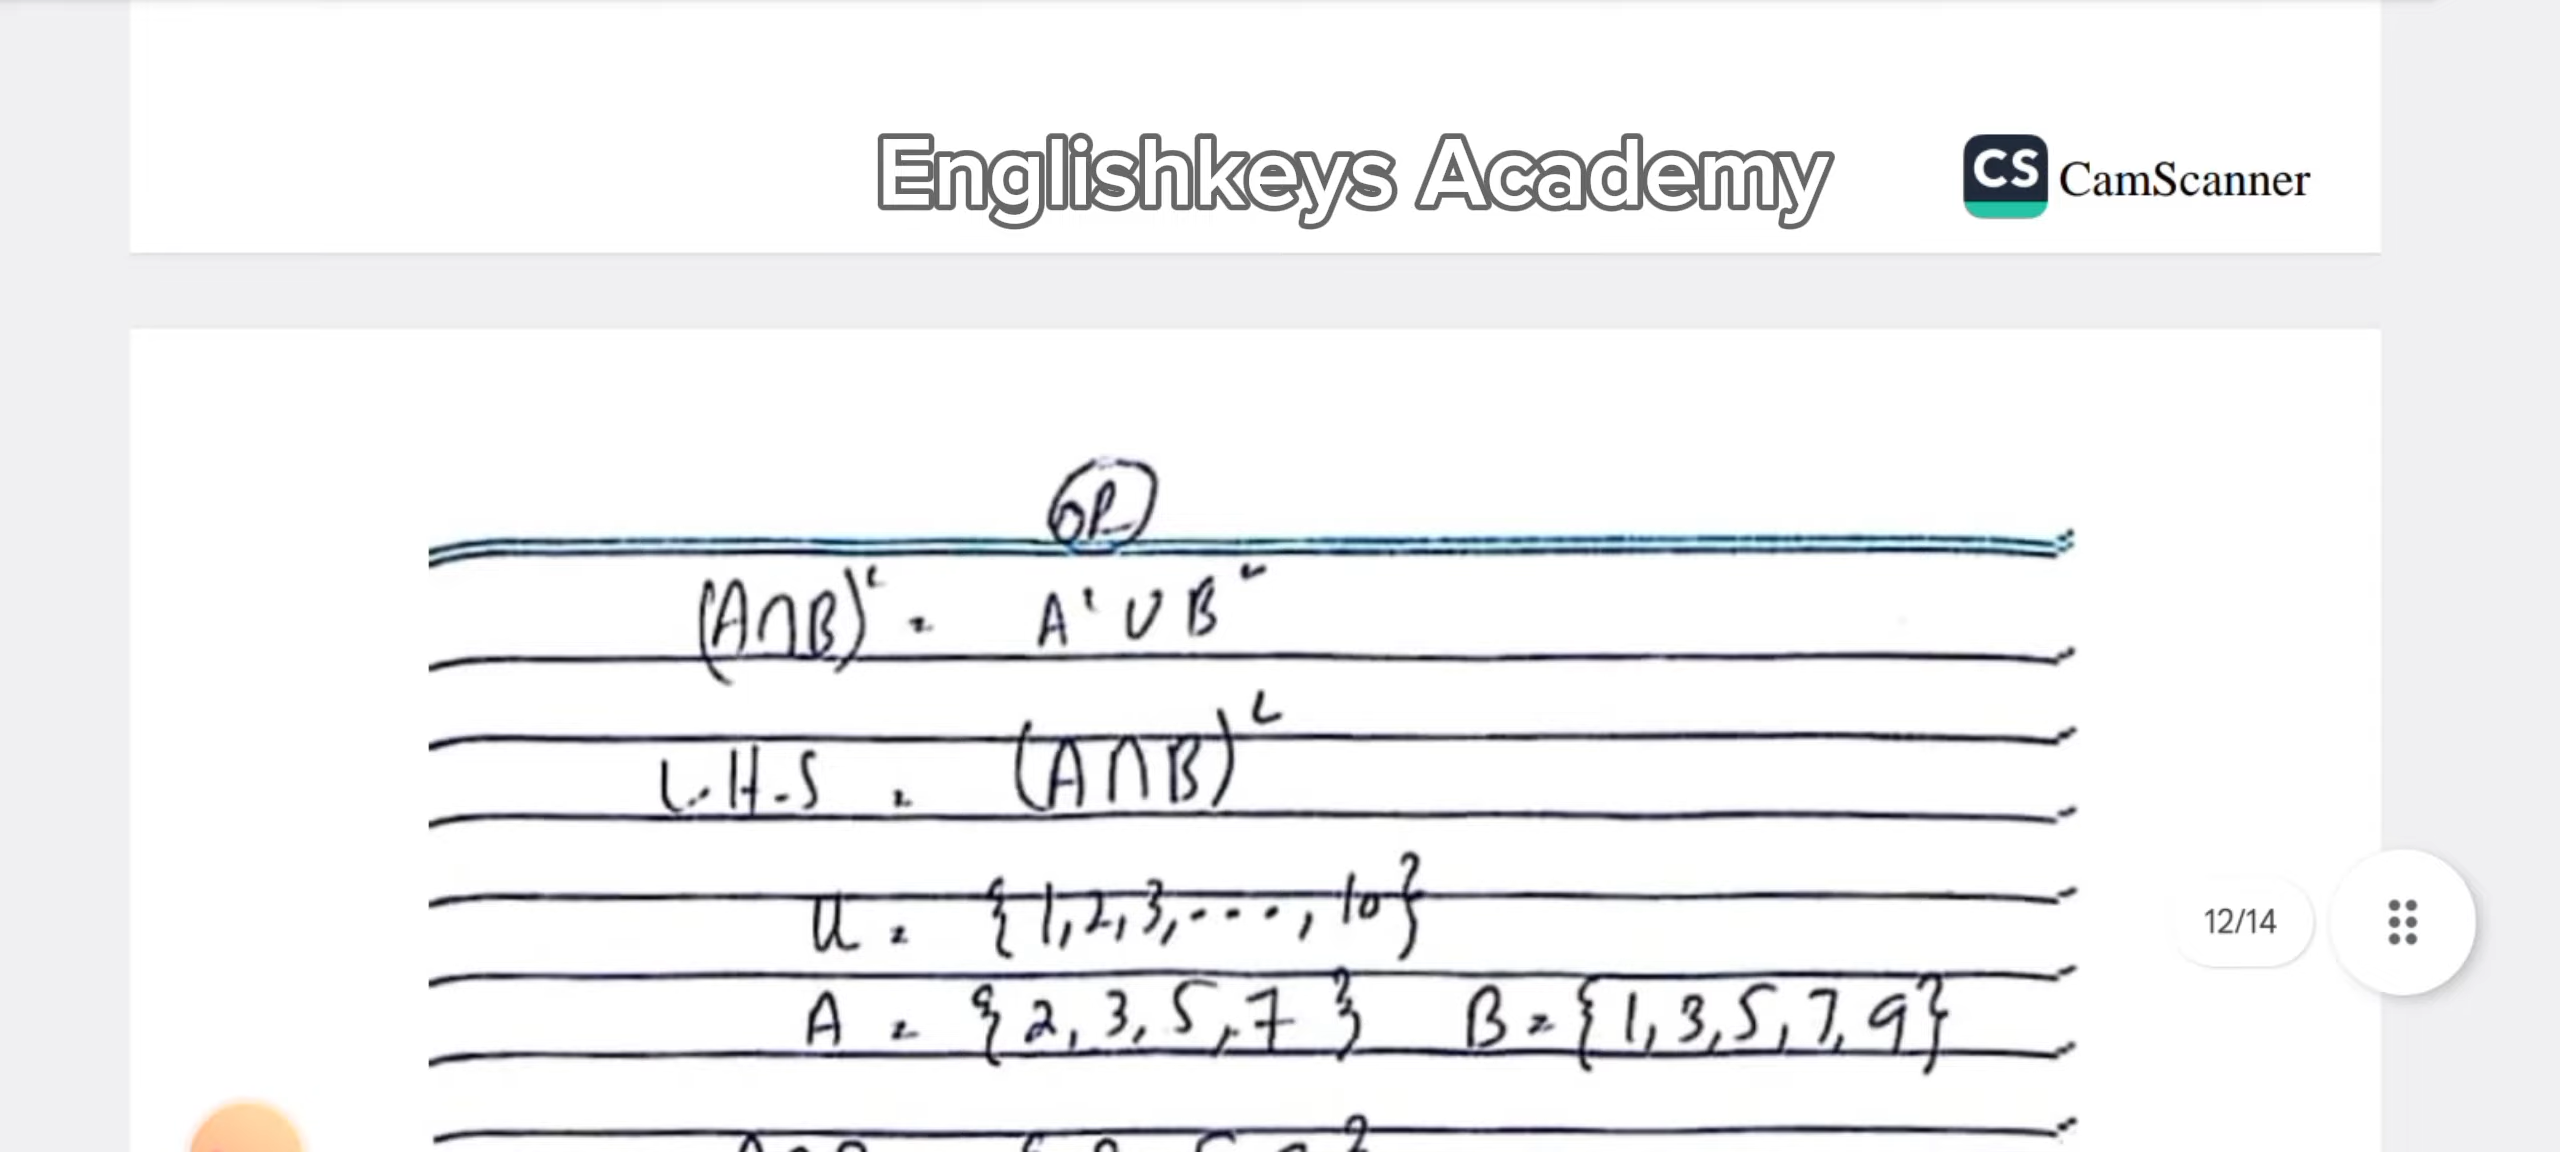 Englishkeys Academy
CS CamScanner
OR
(A∩B)ᶜ = Aᶜ ∪ Bᶜ
L.H.S = (A∩B)ᶜ
U = {1,2,3,...,10}
A = {2,3,5,7} B = {1,3,5,7,9}
12/14